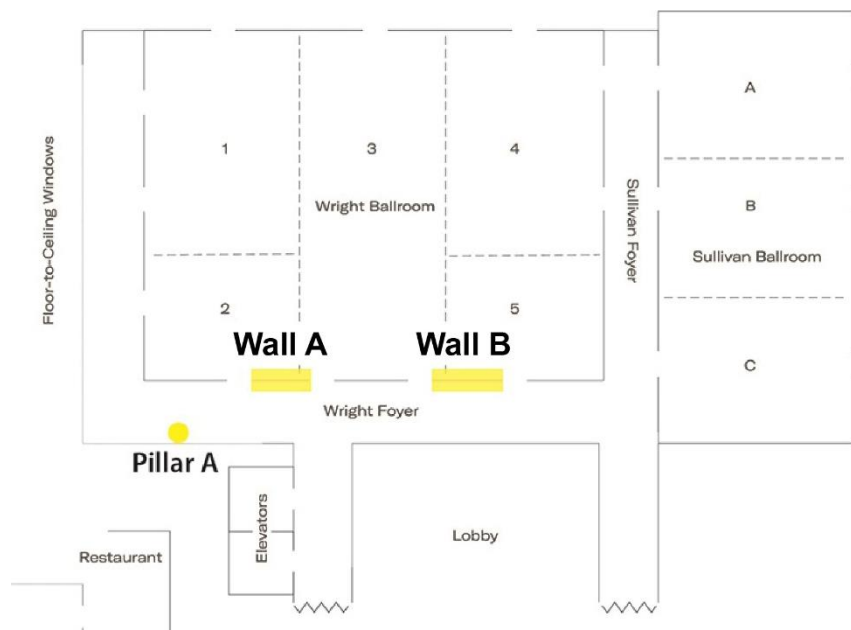 A
1
3
4
Floor-to-Ceiling Windows
Wright Ballroom
Sullivan Foyer
B
Sullivan Ballroom
2
5
Wall A
Wall B
C
Wright Foyer
Pillar A
Elevators
Lobby
Restaurant